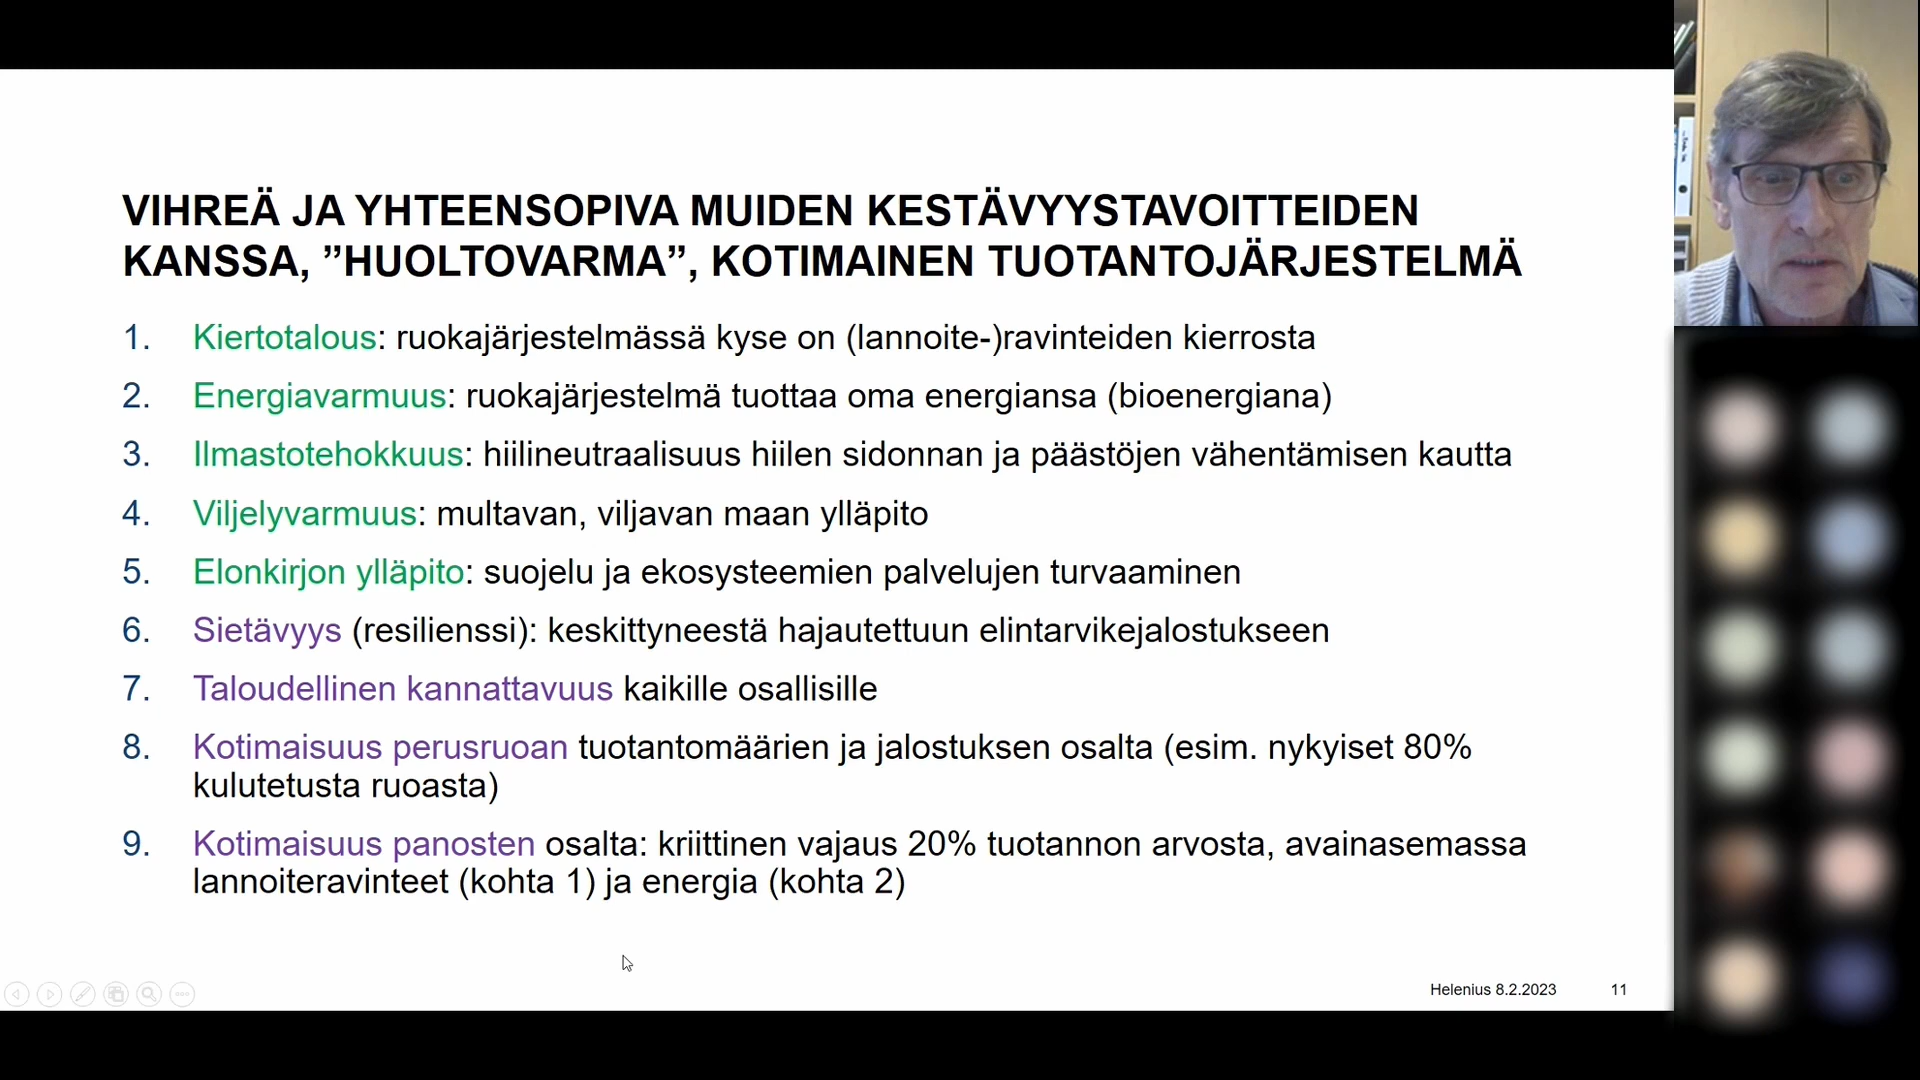 VIHREÄ JA YHTEENSOPIVA MUIDEN KESTÄVYYSTAVOITTEIDEN
KANSSA, ”HUOLTOVARMA”, KOTIMAINEN TUOTANTOJÄRJESTELMÄ
1. Kiertotalous: ruokajärjestelmässä kyse on (lannoite-)ravinteiden kierrosta
2. Energiavarmuus: ruokajärjestelmä tuottaa oma energiansa (bioenergiana)
3. Ilmastotehokkuus: hiilineutraalisuus hiilen sidonnan ja päästöjen vähentämisen kautta
4. Viljelyvarmuus: multavan, viljavan maan ylläpito
5. Elonkirjon ylläpito: suojelu ja ekosysteemien palvelujen turvaaminen
6. Sietävyys (resilienssi): keskittyneestä hajautettuun elintarvikejalostukseen
7. Taloudellinen kannattavuus kaikille osallisille
8. Kotimaisuus perusruoan tuotantomäärien ja jalostuksen osalta (esim. nykyiset 80%
kulutetusta ruoasta)
9. Kotimaisuus panosten osalta: kriittinen vajaus 20% tuotannon arvosta, avainasemassa
lannoiteravinteet (kohta 1) ja energia (kohta 2)
Helenius 8.2.2023 11